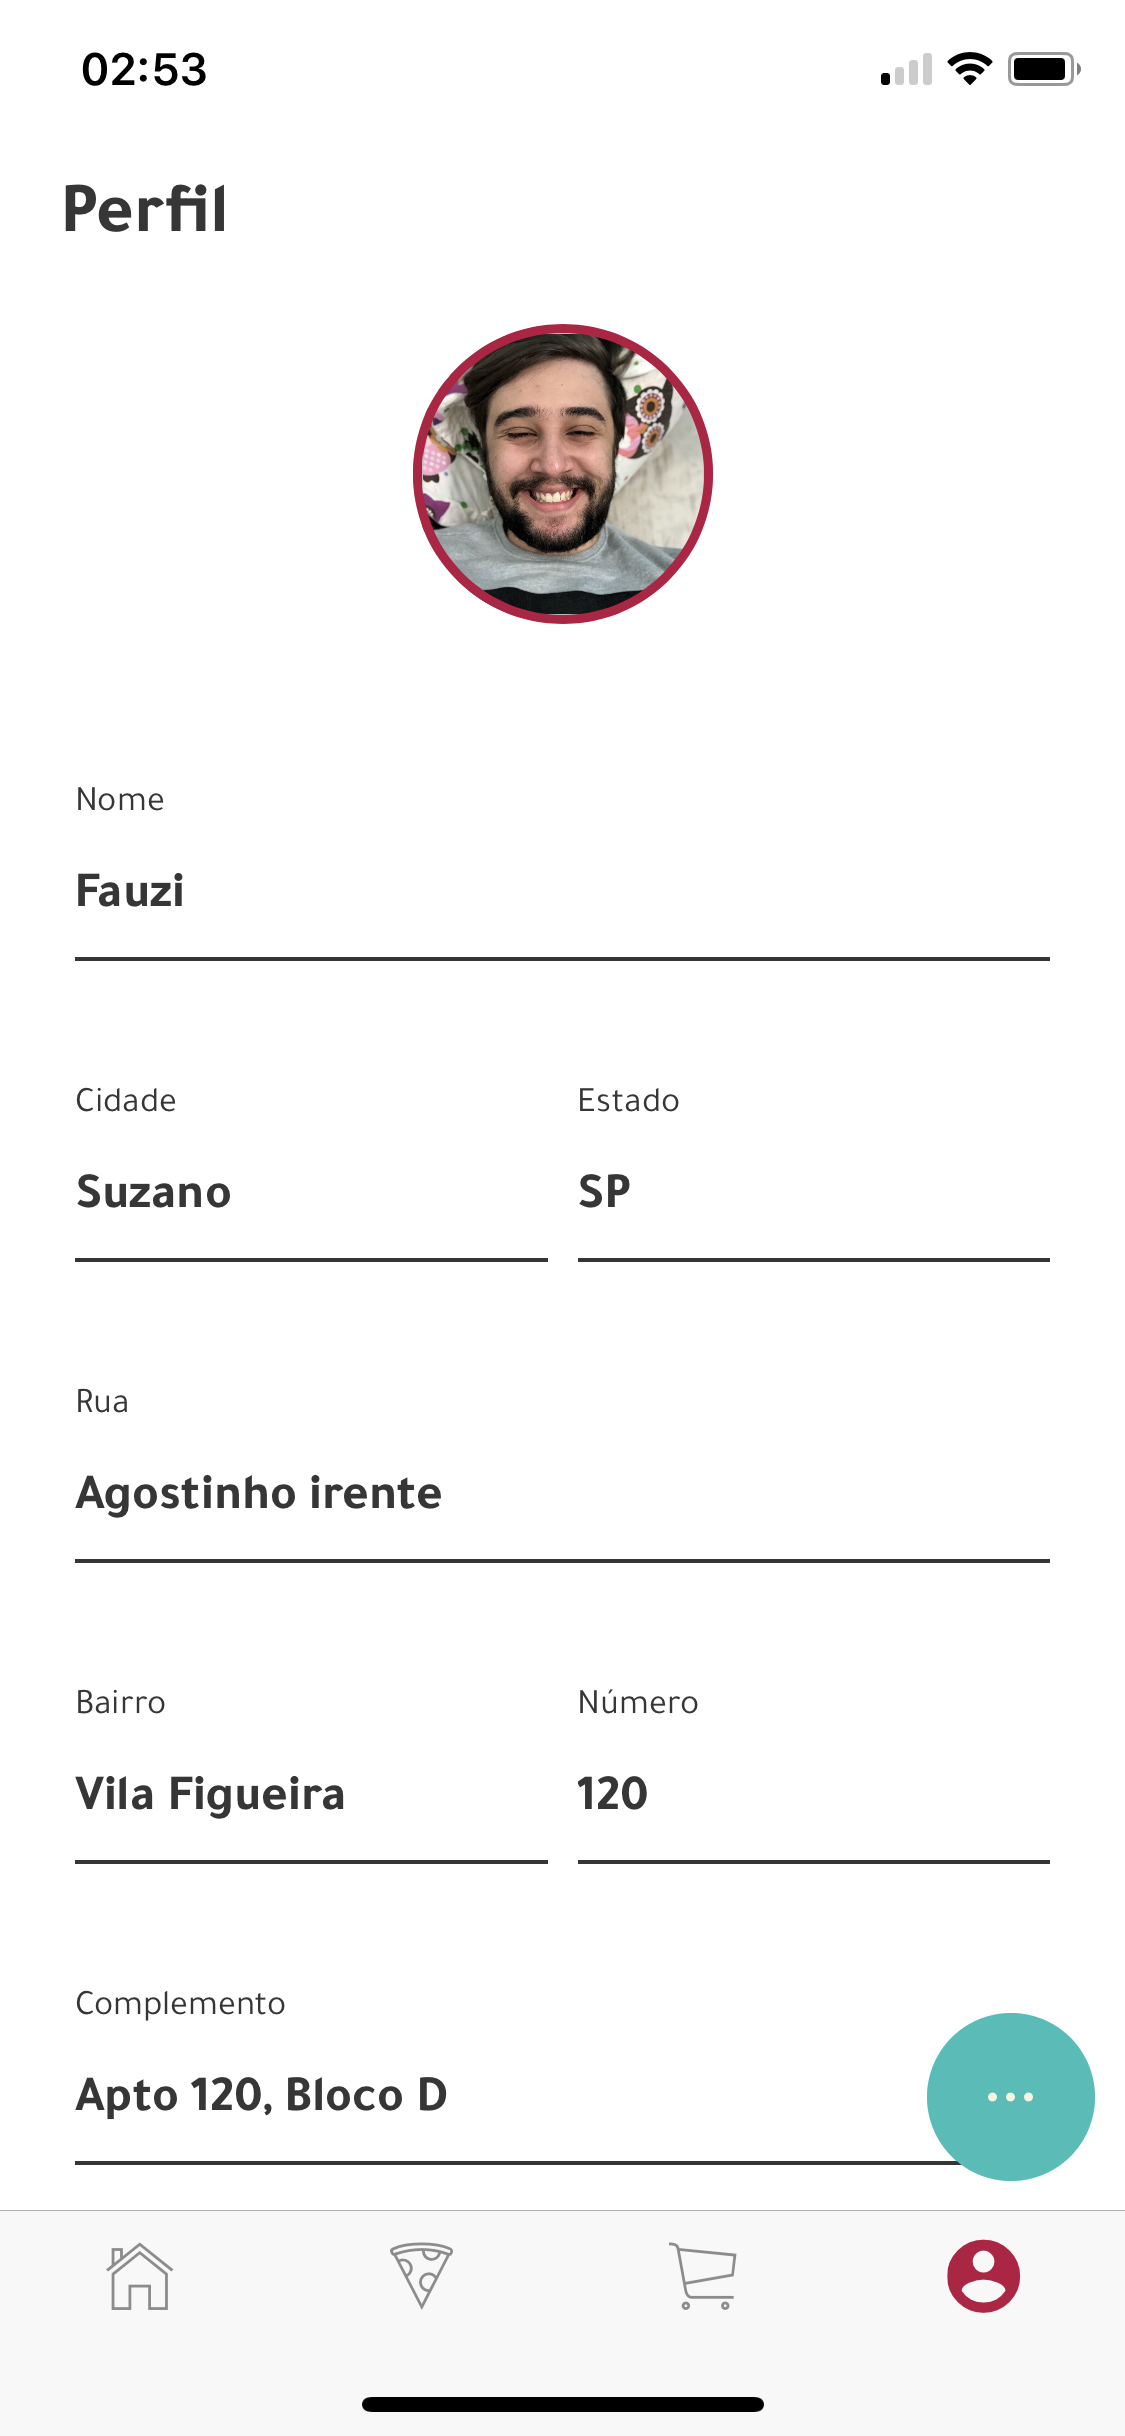 02:53
Perfil
Nome
Fauzi
Cidade
Estado
Suzano
SP
Rua
Agostinho irente
Bairro
Número
Vila Figueira
120
Complemento
Apto 120, Bloco D